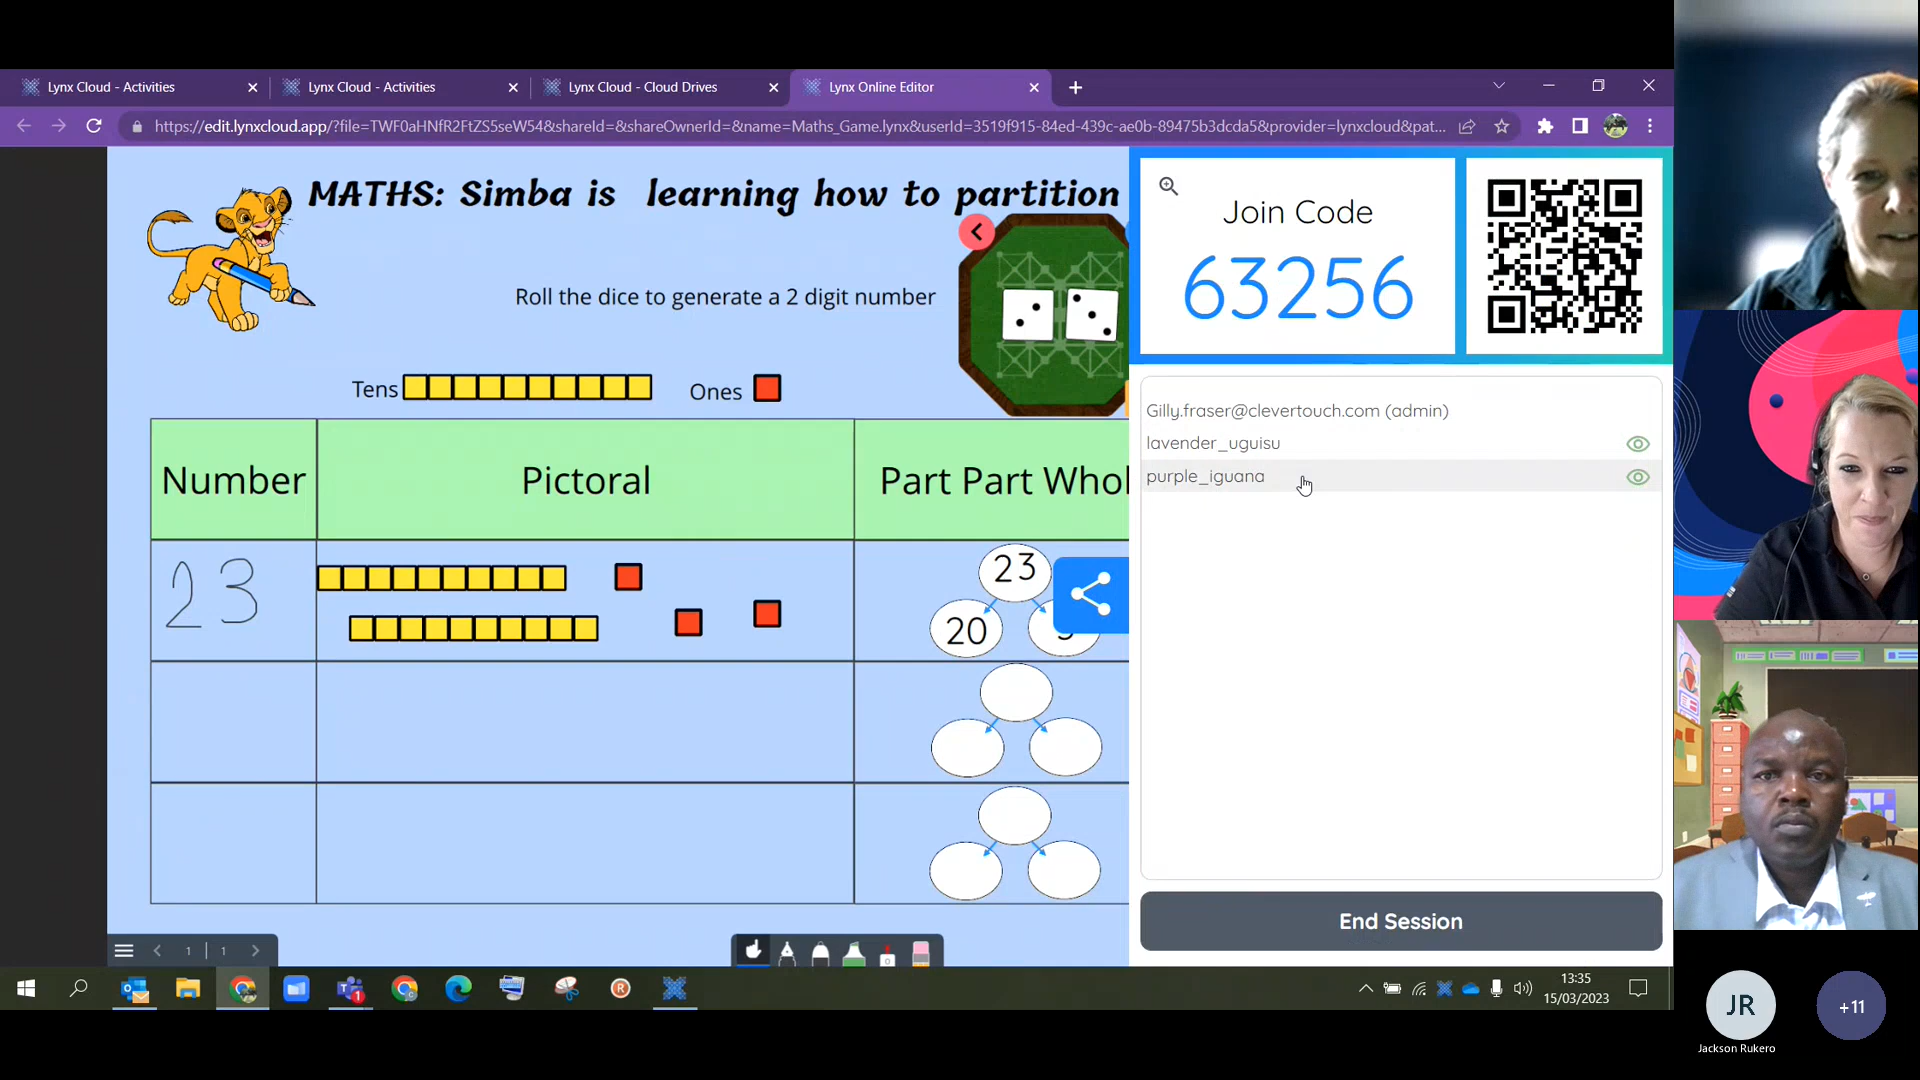 Lynx Cloud - Activities
Lynx Cloud - Activities
Lynx Cloud - Cloud Drives
Lynx Online Editor
https://edit.lynxcloud.app/?file=TWF0aHNfR2FtZS5seW54&shareId=&shareOwnerId=&name=Maths_Game.lynx&userId=3519f915-84ed-439c-ae0b-89475b3dcda5&provider=lynxcloud&pat...
MATHS: Simba is learning how to partition
Roll the dice to generate a 2 digit number
Tens
Ones
Number
Pictoral
Part Part Whol
23
23
20
1 | 1
Join Code
63256
Gilly.fraser@clevertouch.com (admin)
lavender_uguisu
purple_iguana
End Session
13:35
15/03/2023
JR
+11
Jackson Rukero